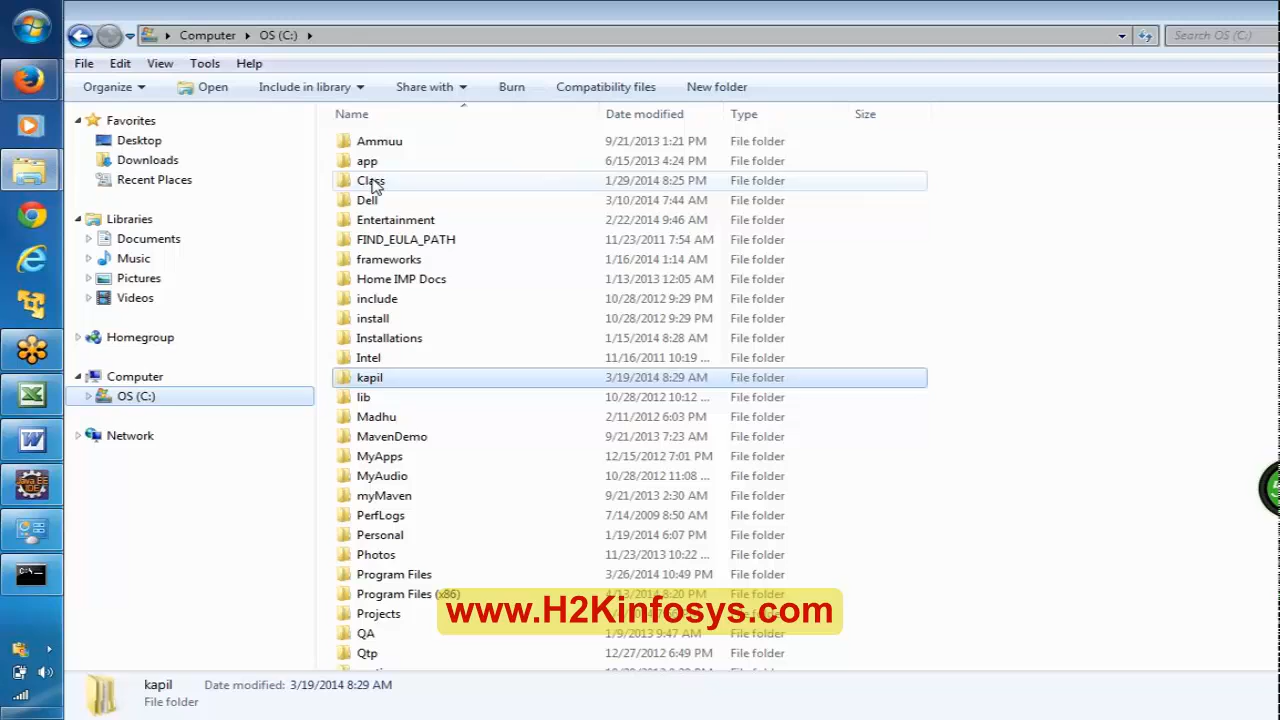 Computer OS (C:) Search OS (C:)
File Edit View Tools Help
Organize Open Include in library Share with Burn Compatibility files New folder
Favorites
Desktop
Downloads
Recent Places
Libraries
Documents
Music
Pictures
Videos
Homegroup
Computer
OS (C:)
Network
Name Date modified Type Size
Ammuu 9/21/2013 1:21 PM File folder
app 6/15/2013 4:24 PM File folder
Class 1/29/2014 8:25 PM File folder
Dell 3/10/2014 7:44 AM File folder
Entertainment 2/22/2014 9:46 AM File folder
FIND_EULA_PATH 11/23/2011 7:54 AM File folder
frameworks 1/16/2014 1:14 AM File folder
Home IMP Docs 1/13/2013 12:05 AM File folder
include 10/28/2012 9:29 PM File folder
install 10/28/2012 9:29 PM File folder
Installations 1/15/2014 8:28 AM File folder
Intel 11/16/2011 10:19 ... File folder
kapil 3/19/2014 8:29 AM File folder
lib 10/28/2012 10:12 ... File folder
Madhu 2/11/2012 6:03 PM File folder
MavenDemo 9/21/2013 7:23 AM File folder
MyApps 12/15/2012 7:01 PM File folder
MyAudio 10/28/2012 11:08 ... File folder
myMaven 9/21/2013 2:30 AM File folder
PerfLogs 7/14/2009 8:50 AM File folder
Personal 1/19/2014 6:07 PM File folder
Photos 11/23/2013 10:22 ... File folder
Program Files 3/26/2014 10:49 PM File folder
Program Files (x86) 4/13/2014 8:20 PM File folder
Projects File folder
QA 1/9/2013 9:47 AM File folder
Qtp 12/27/2012 6:49 PM File folder
www.H2Kinfosys.com
kapil Date modified: 3/19/2014 8:29 AM
File folder
Java EE
IDE
C:\